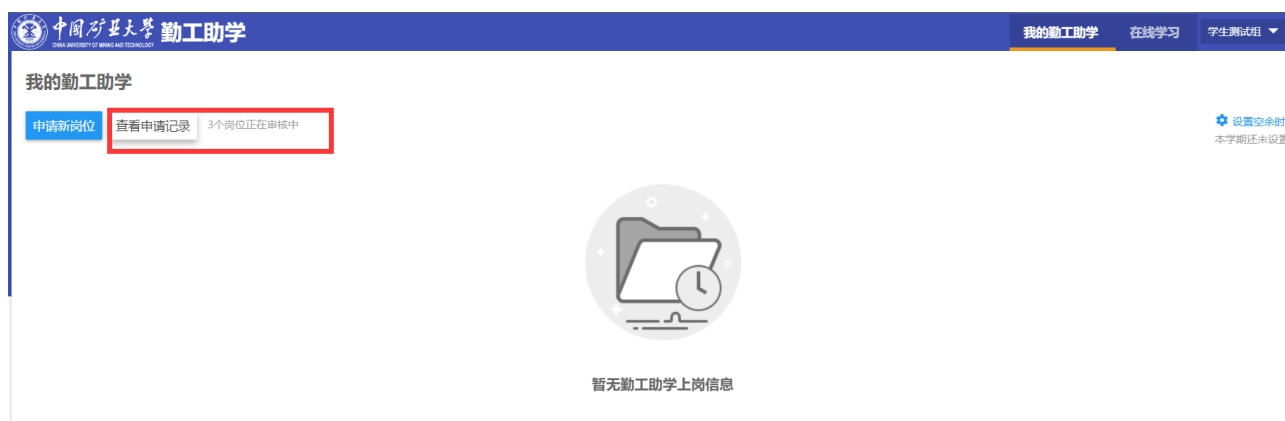 中国矿业大学 勤工助学
CHINA UNIVERSITY OF MINING AND TECHNOLOGY
我的勤工助学 在线学习 学生测试组
我的勤工助学
申请新岗位 查看申请记录 3个岗位正在审核中
设置空余时
本学期还未设置
暂无勤工助学上岗信息